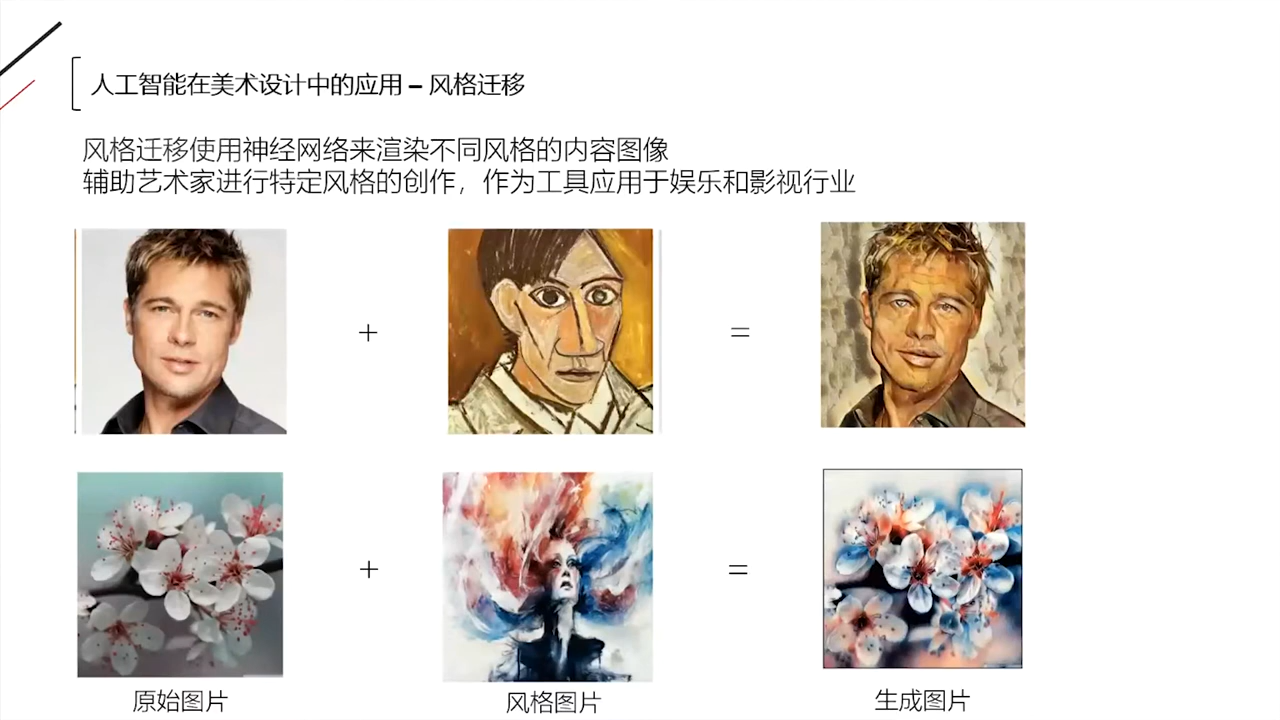 人工智能在美术设计中的应用 – 风格迁移
风格迁移使用神经网络来渲染不同风格的内容图像
辅助艺术家进行特定风格的创作，作为工具应用于娱乐和影视行业
+
=
+
=
原始图片
风格图片
生成图片